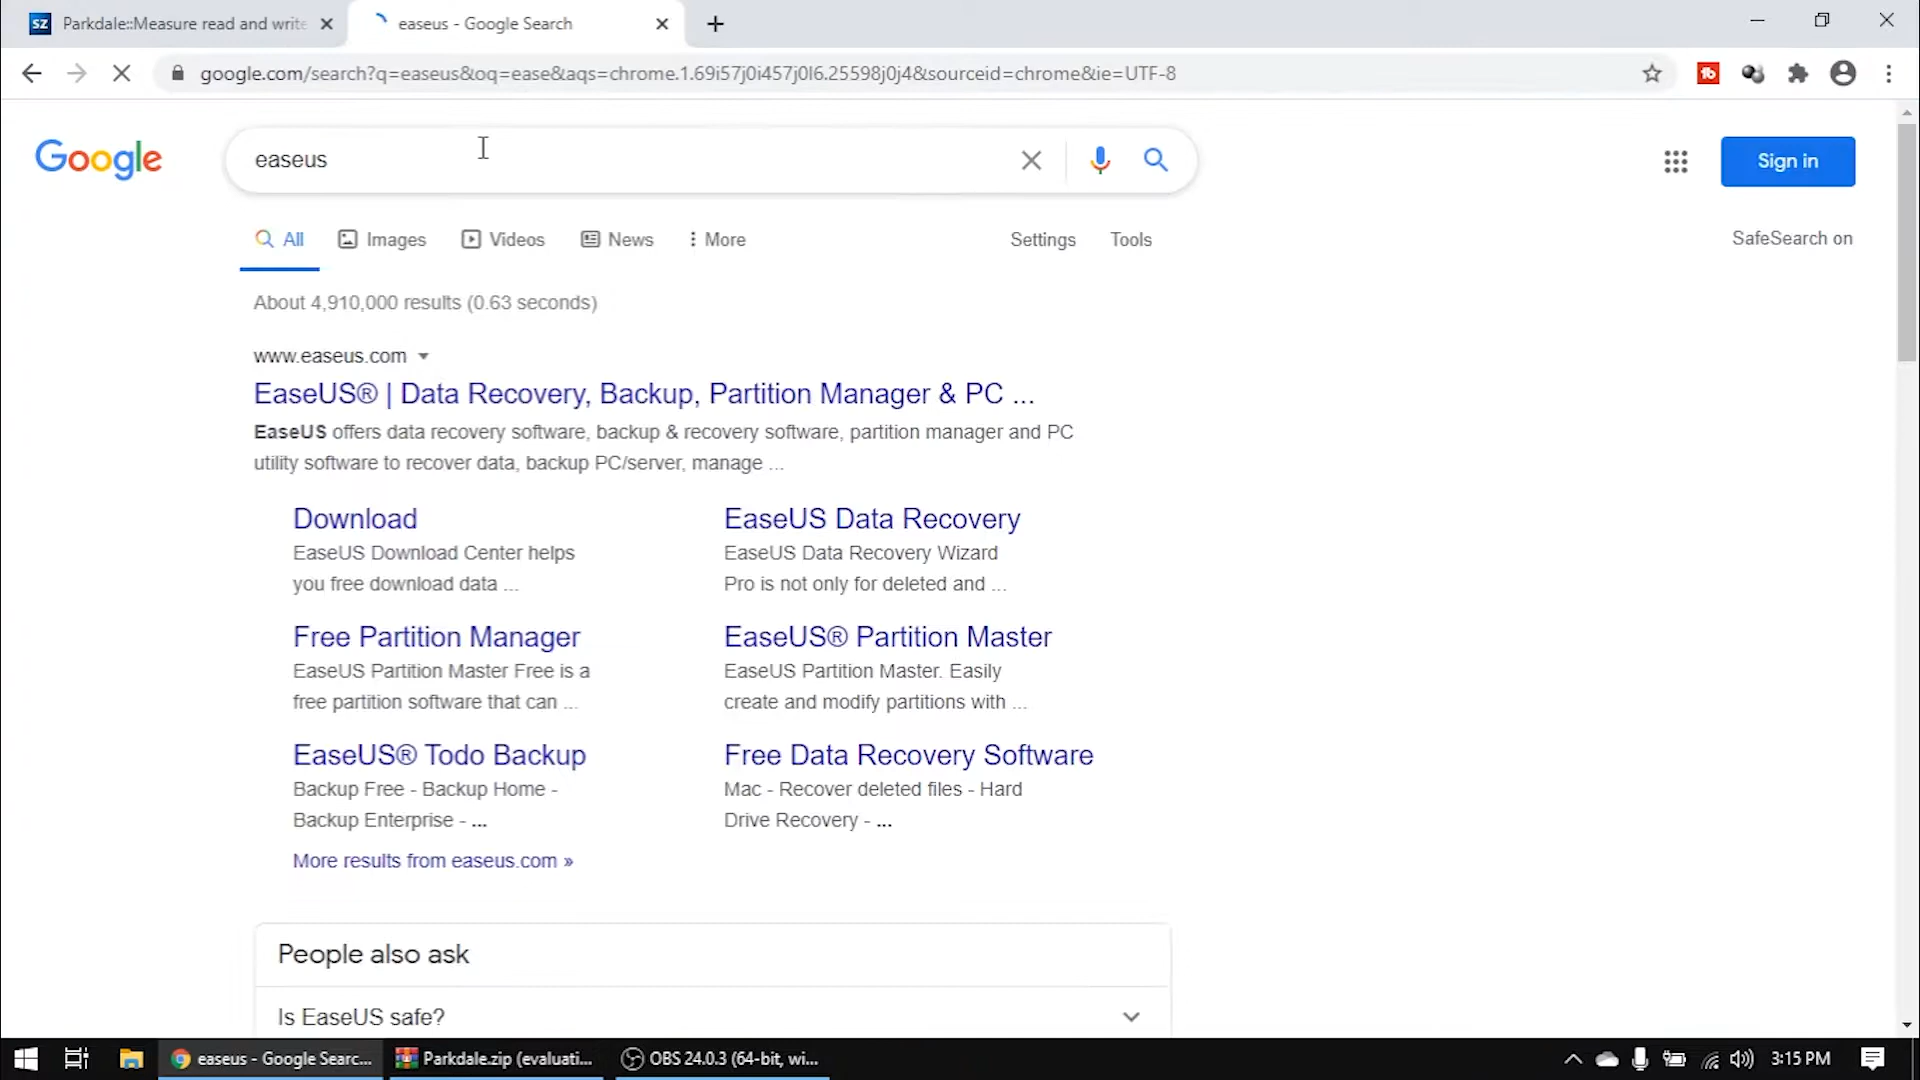 SZ Parkdale::Measure read and write
easeus - Google Search
google.com/search?q=easeus&oq=ease&aqs=chrome.1.69i57j0i457j0l6.25598j0j4&sourceid=chrome&ie=UTF-8
Google
easeus
Sign in
All Images Videos News More Settings Tools
SafeSearch on
About 4,910,000 results (0.63 seconds)
www.easeus.com
EaseUS® | Data Recovery, Backup, Partition Manager & PC ...
EaseUS offers data recovery software, backup & recovery software, partition manager and PC
utility software to recover data, backup PC/server, manage ...
Download
EaseUS Download Center helps
you free download data ...
EaseUS Data Recovery
EaseUS Data Recovery Wizard
Pro is not only for deleted and ...
Free Partition Manager
EaseUS Partition Master Free is a
free partition software that can ...
EaseUS® Partition Master
EaseUS Partition Master. Easily
create and modify partitions with ...
EaseUS® Todo Backup
Backup Free - Backup Home -
Backup Enterprise - ...
Free Data Recovery Software
Mac - Recover deleted files - Hard
Drive Recovery - ...
More results from easeus.com »
People also ask
Is EaseUS safe?
easeus - Google Searc...
Parkdale.zip (evaluati...
OBS 24.0.3 (64-bit, wi...
3:15 PM